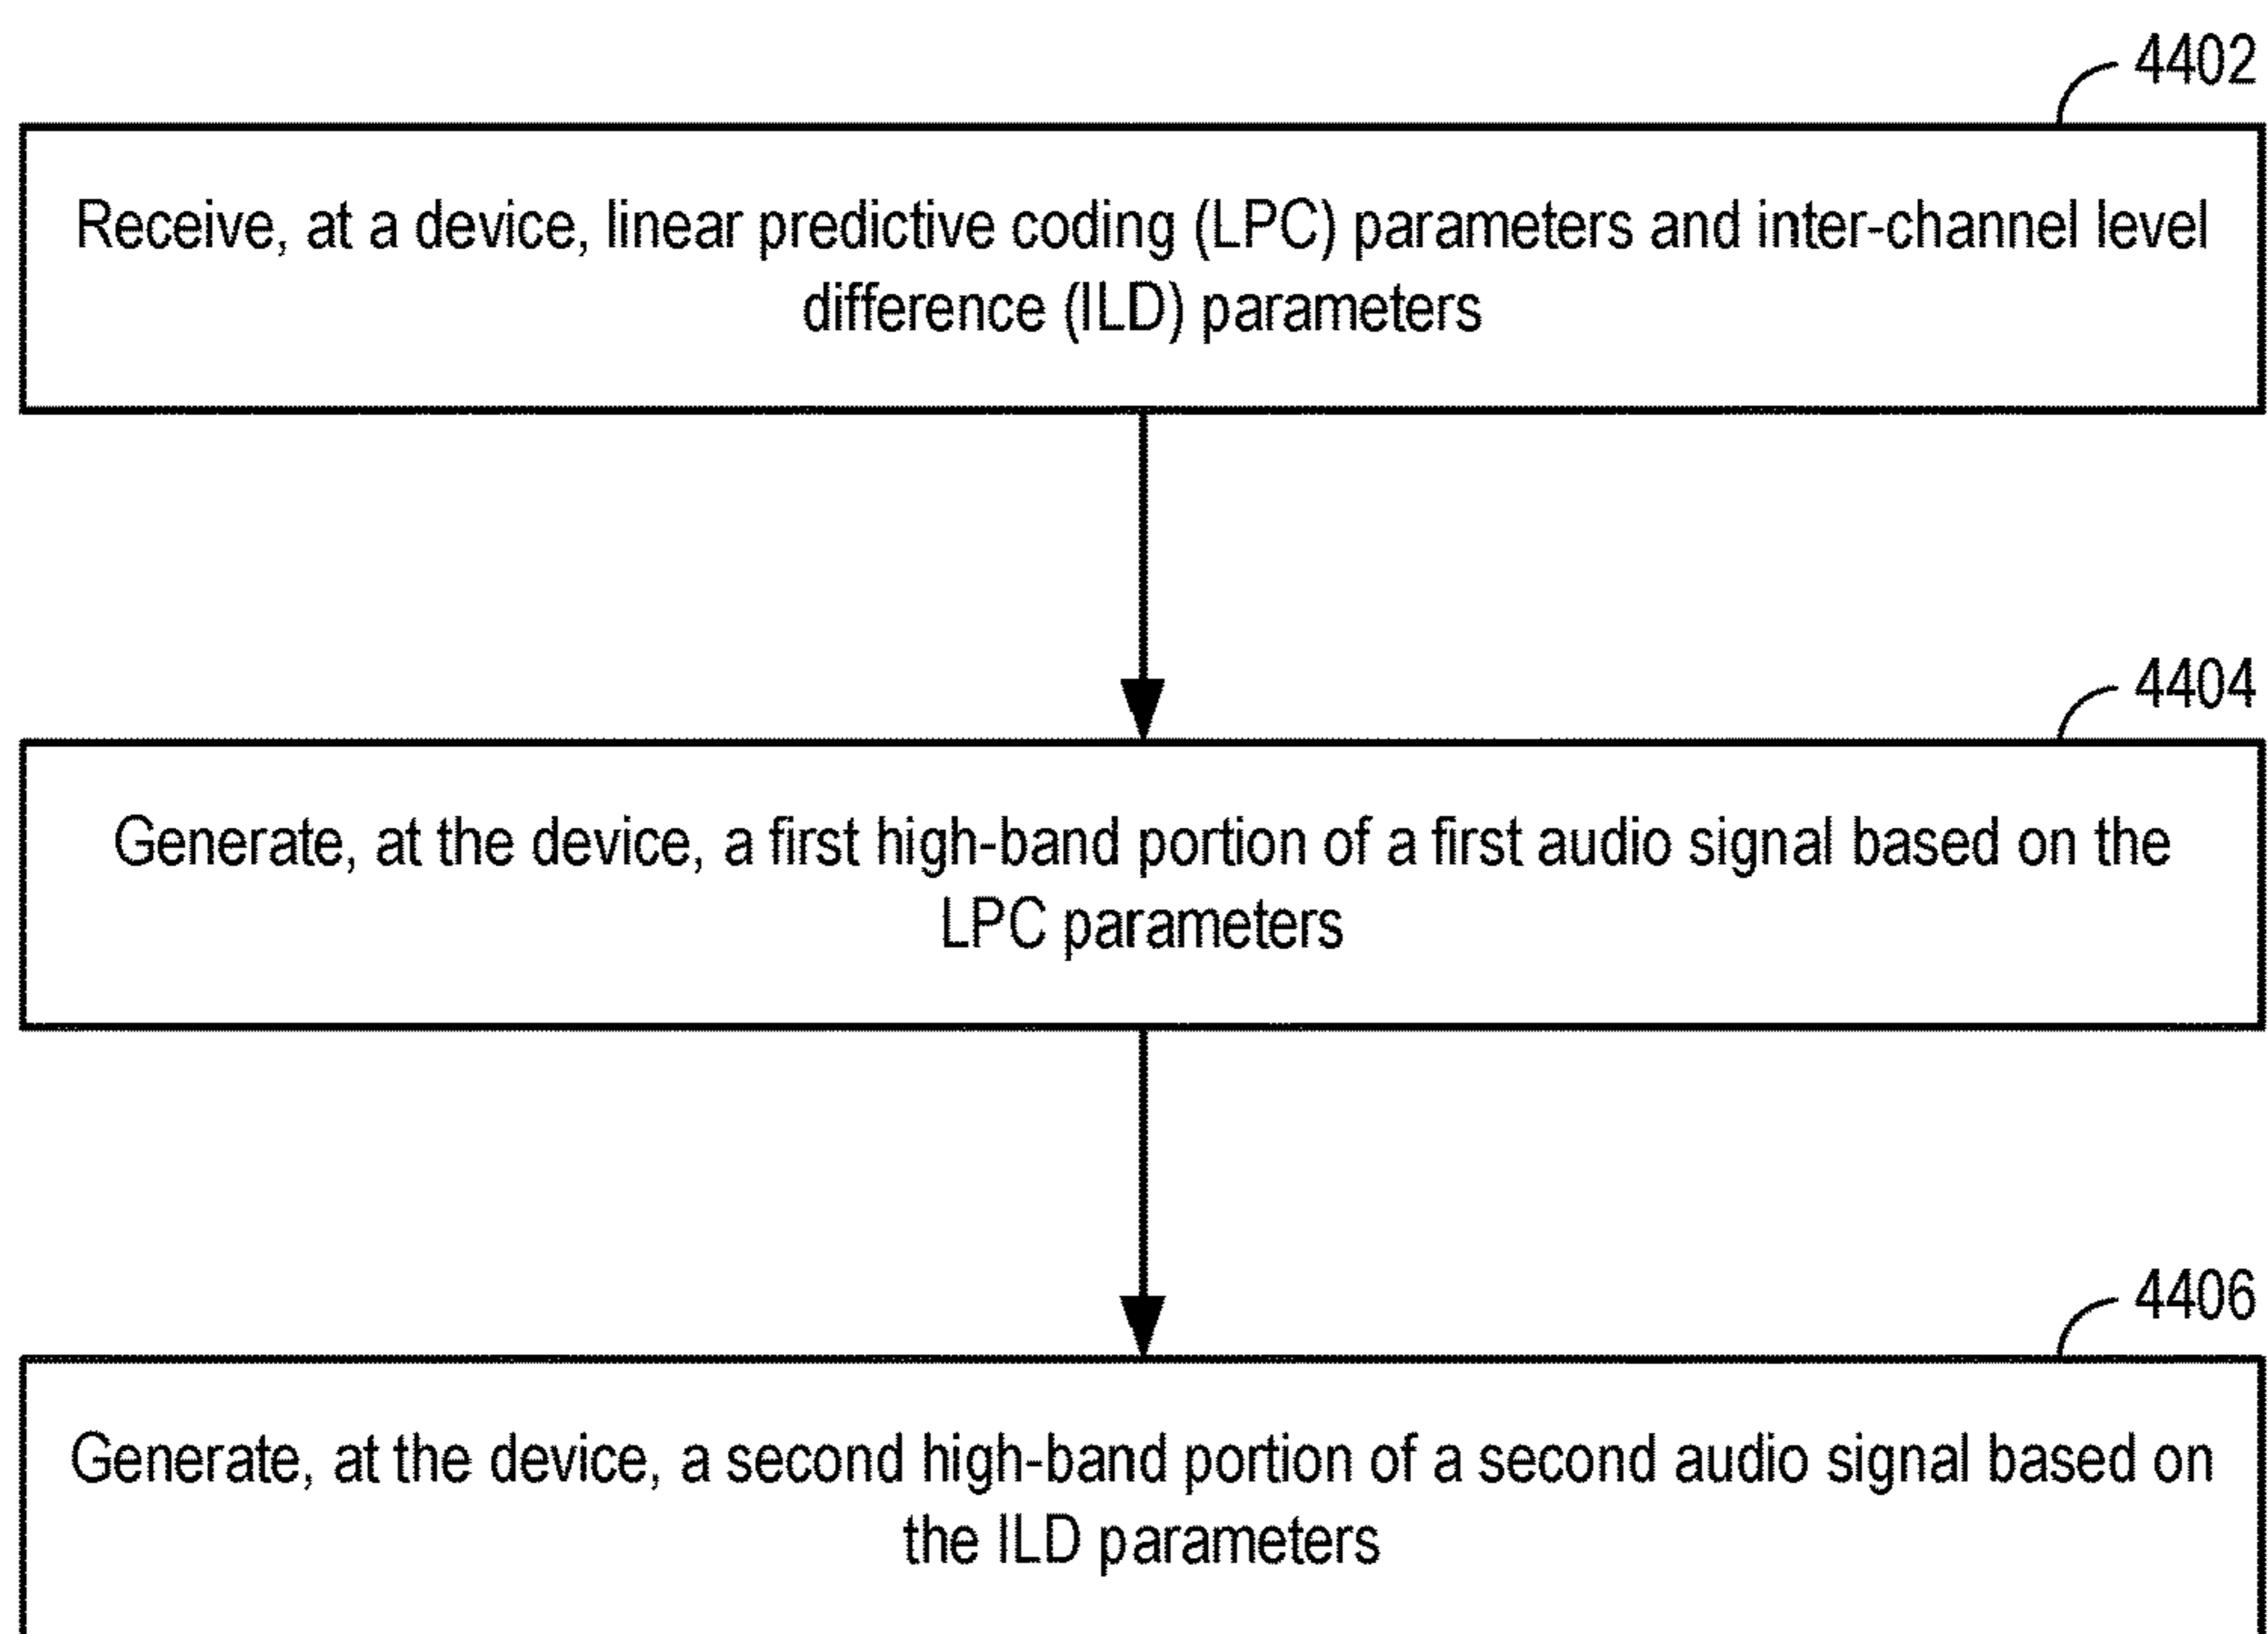 4402
Receive, at a device, linear predictive coding (LPC) parameters and inter-channel level
difference (ILD) parameters
4404
Generate, at the device, a first high-band portion of a first audio signal based on the
LPC parameters
4406
Generate, at the device, a second high-band portion of a second audio signal based on
the ILD parameters